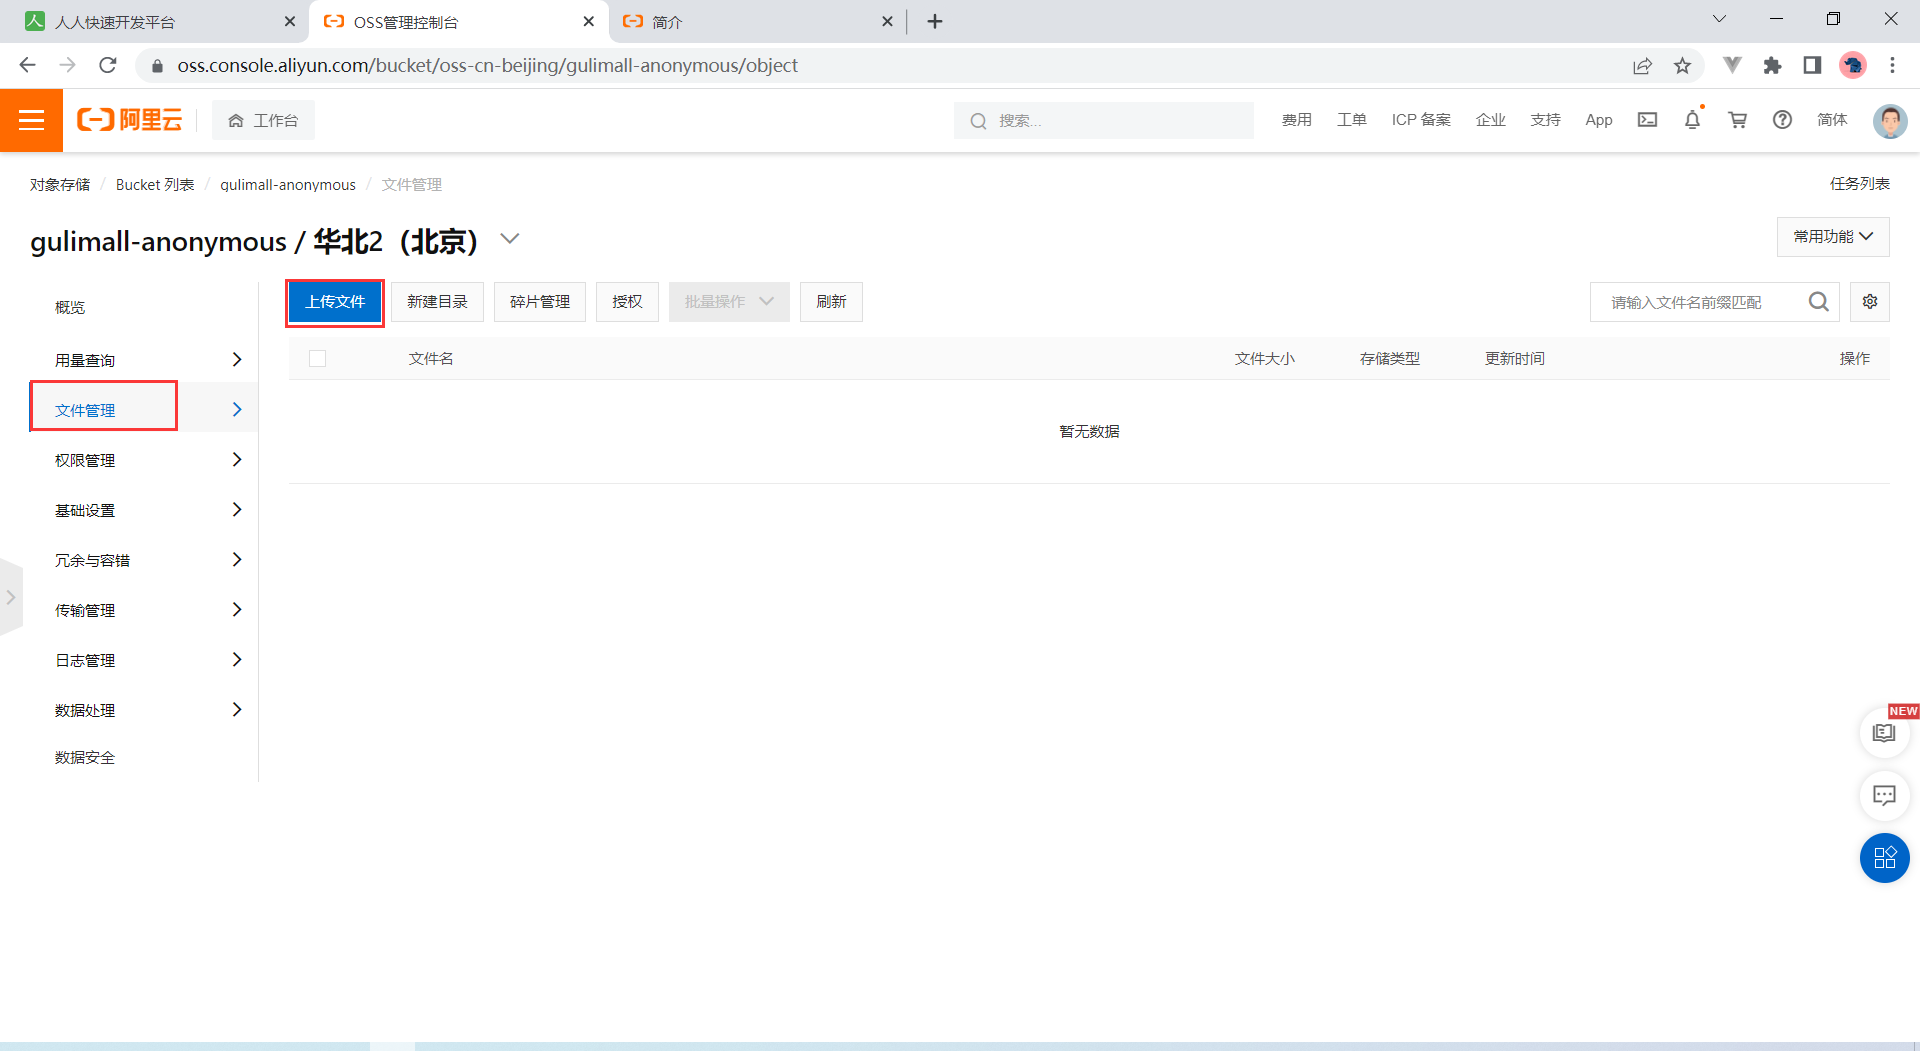 人人快速开发平台
OSS管理控制台
简介
oss.console.aliyun.com/bucket/oss-cn-beijing/gulimall-anonymous/object
阿里云
工作台
搜索...
费用 工单 ICP 备案 企业 支持 App 简体
对象存储 / Bucket 列表 / gulimall-anonymous / 文件管理
任务列表
gulimall-anonymous / 华北2（北京）
常用功能
概览
用量查询
文件管理
权限管理
基础设置
冗余与容错
传输管理
日志管理
数据处理
数据安全
上传文件 新建目录 碎片管理 授权 批量操作 刷新
请输入文件名前缀匹配
文件名 文件大小 存储类型 更新时间 操作
暂无数据
NEW